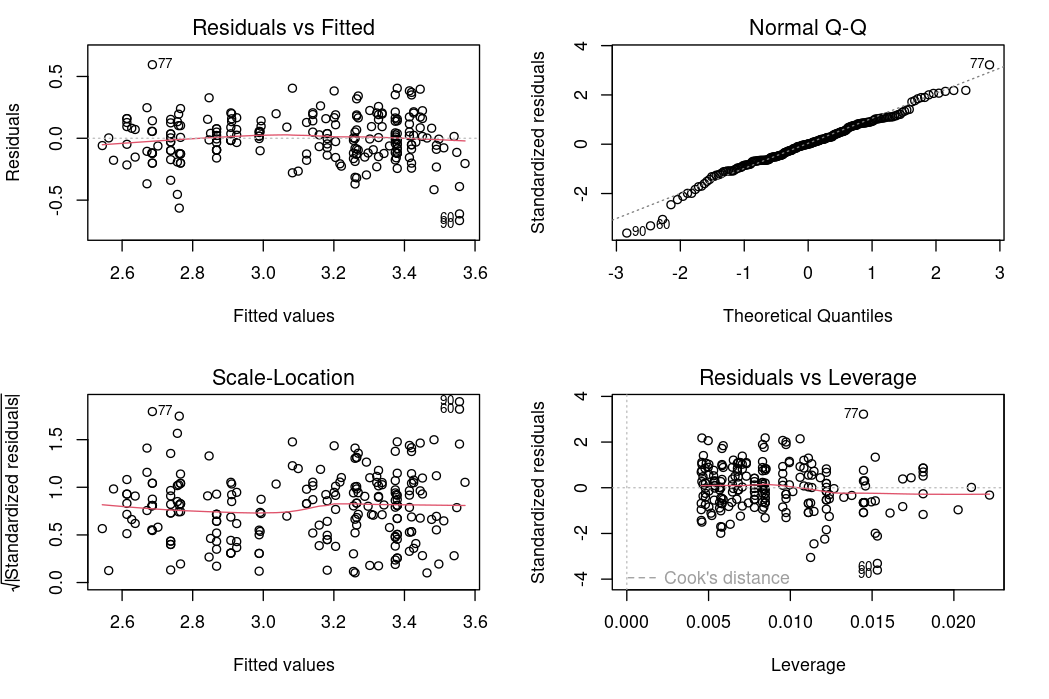 Residuals vs Fitted
Residuals
0.5
0.0
-0.5
77
60
90
2.6 2.8 3.0 3.2 3.4 3.6
Fitted values
Normal Q-Q
Standardized residuals
4
2
0
-2
77
90 60
-3 -2 -1 0 1 2 3
Theoretical Quantiles
Scale-Location
√|Standardized residuals|
1.5
1.0
0.5
0.0
77
90
60
2.6 2.8 3.0 3.2 3.4 3.6
Fitted values
Residuals vs Leverage
Standardized residuals
4
2
0
-2
-4
77
60
90
Cook's distance
0.000 0.005 0.010 0.015 0.020
Leverage